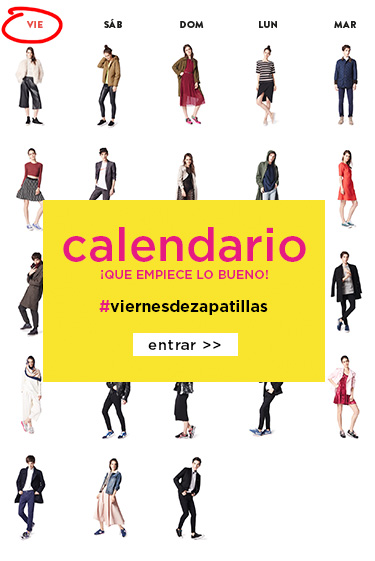 VIE SÁB DOM LUN MAR
calendario
¡QUE EMPIECE LO BUENO!
#viernesdezapatillas
entrar >>